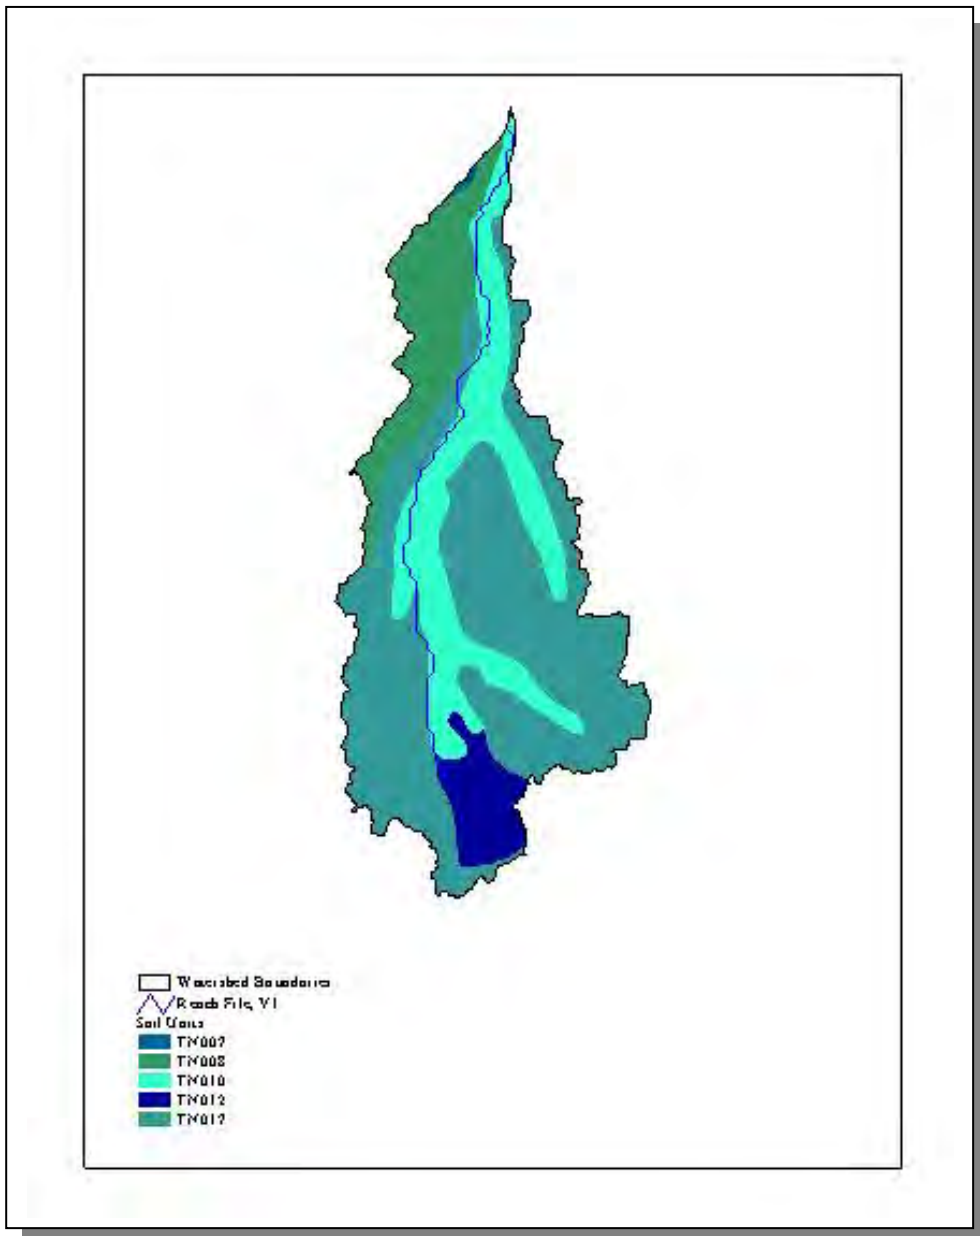 Watershed Boundaries
Reach File, V1
Soil Units
TN007
TN008
TN010
TN012
TN017